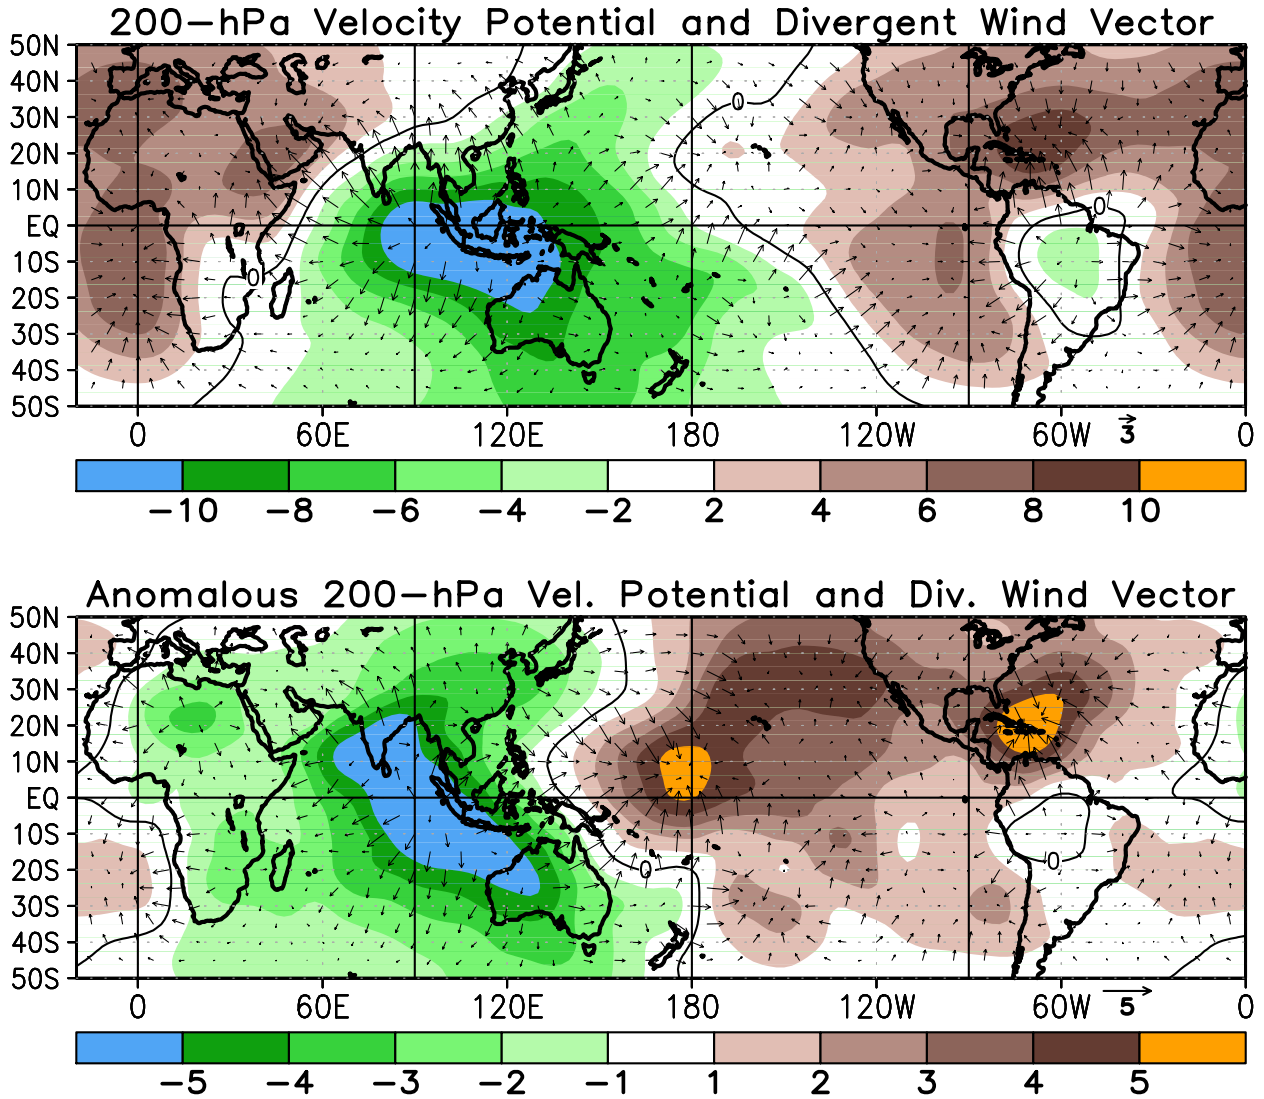 200-hPa Velocity Potential and Divergent Wind Vector
50N
40N
30N
20N
10N
EQ
10S
20S
30S
40S
50S
0
0
0
0 60E 120E 180 120W 60W 3 0
-10 -8 -6 -4 -2 2 4 6 8 10
Anomalous 200-hPa Vel. Potential and Div. Wind Vector
50N
40N
30N
20N
10N
EQ
10S
20S
30S
40S
50S
0
0
0 60E 120E 180 120W 60W 5 0
-5 -4 -3 -2 -1 1 2 3 4 5